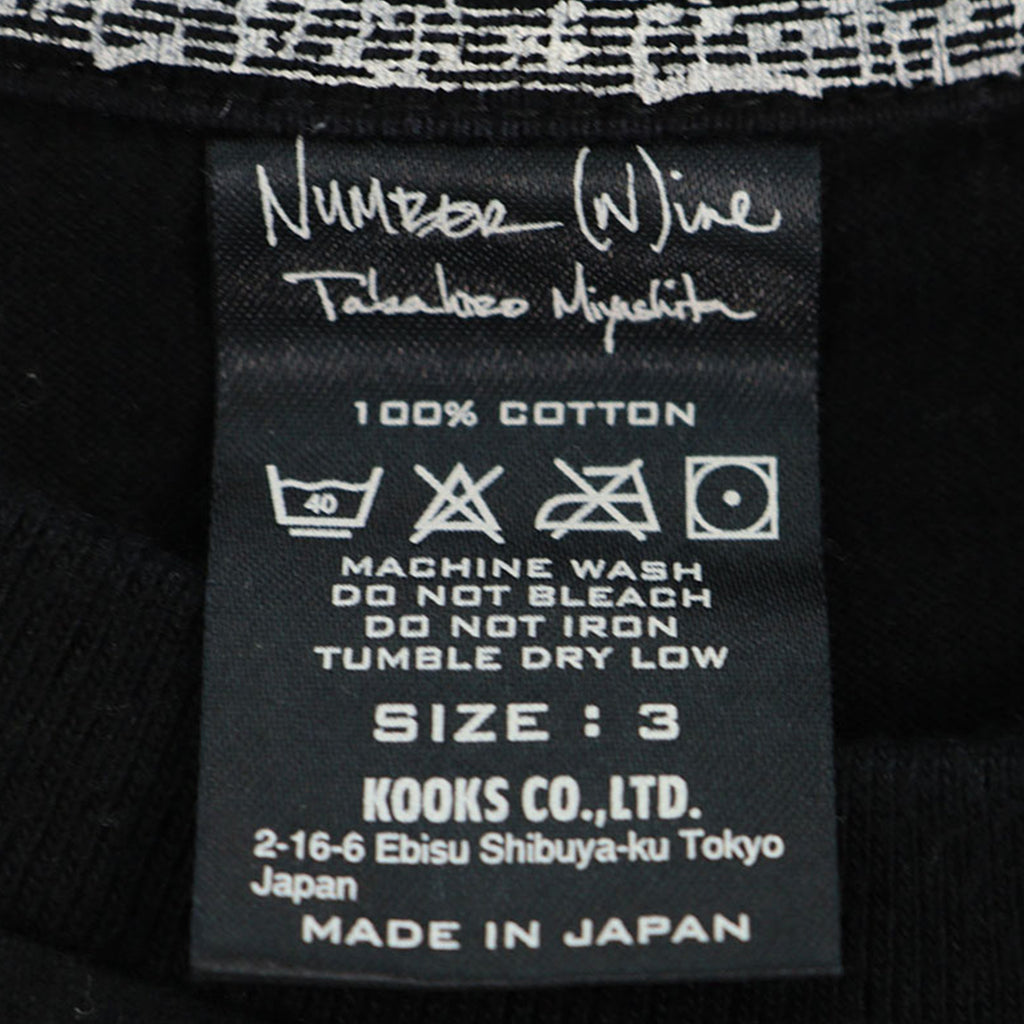 NUMBER (N)ine
Takahiro Miyashita
100% COTTON
40
MACHINE WASH
DO NOT BLEACH
DO NOT IRON
TUMBLE DRY LOW
SIZE : 3
KOOKS CO.,LTD.
2-16-6 Ebisu Shibuya-ku Tokyo
Japan
MADE IN JAPAN